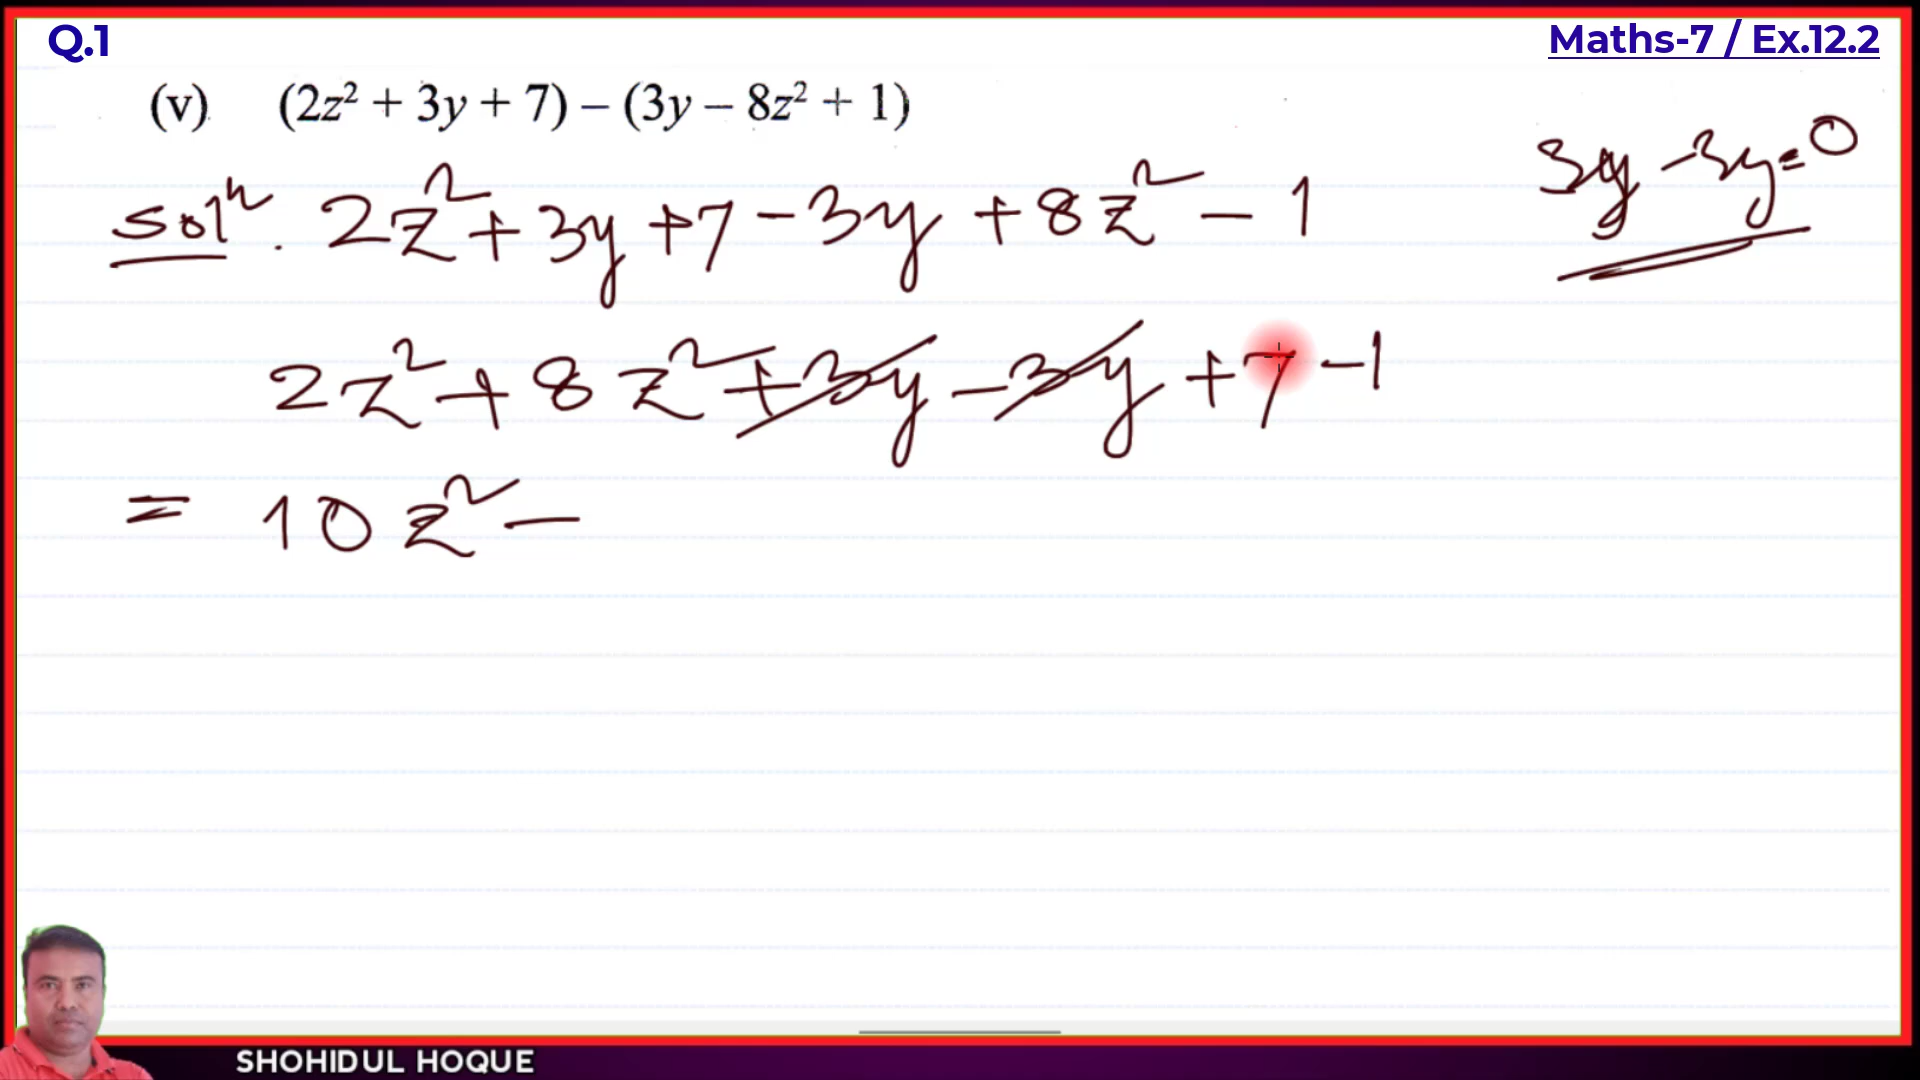 Q.1
Maths-7 / Ex.12.2
(v) (2z² + 3y + 7) – (3y – 8z² + 1)
3y - 3y = 0
Solⁿ. 2z² + 3y + 7 - 3y + 8z² - 1
2z² + 8z² + 3y - 3y + 7 - 1
= 10z² -
SHOHIDUL HOQUE